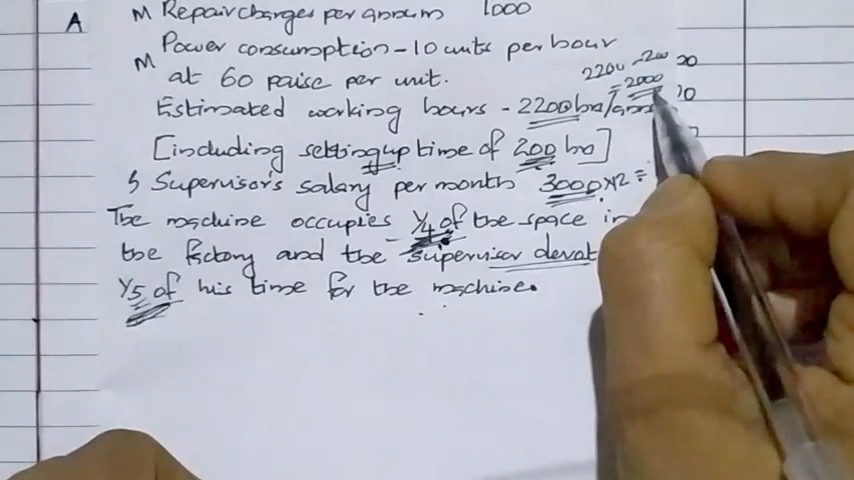 A
M Repair charges per annum 1000
M Power consumption - 10 units per hour
at 60 paise per unit.
2200 - 200
= 2000
Estimated working hours - 2200 hrs/annum
[including setting up time of 200 hrs]
S Supervisor's salary per month 3000 x 12 =
The machine occupies 1/4 of the space in
the factory and the supervisor devot
1/5 of his time for the machine.